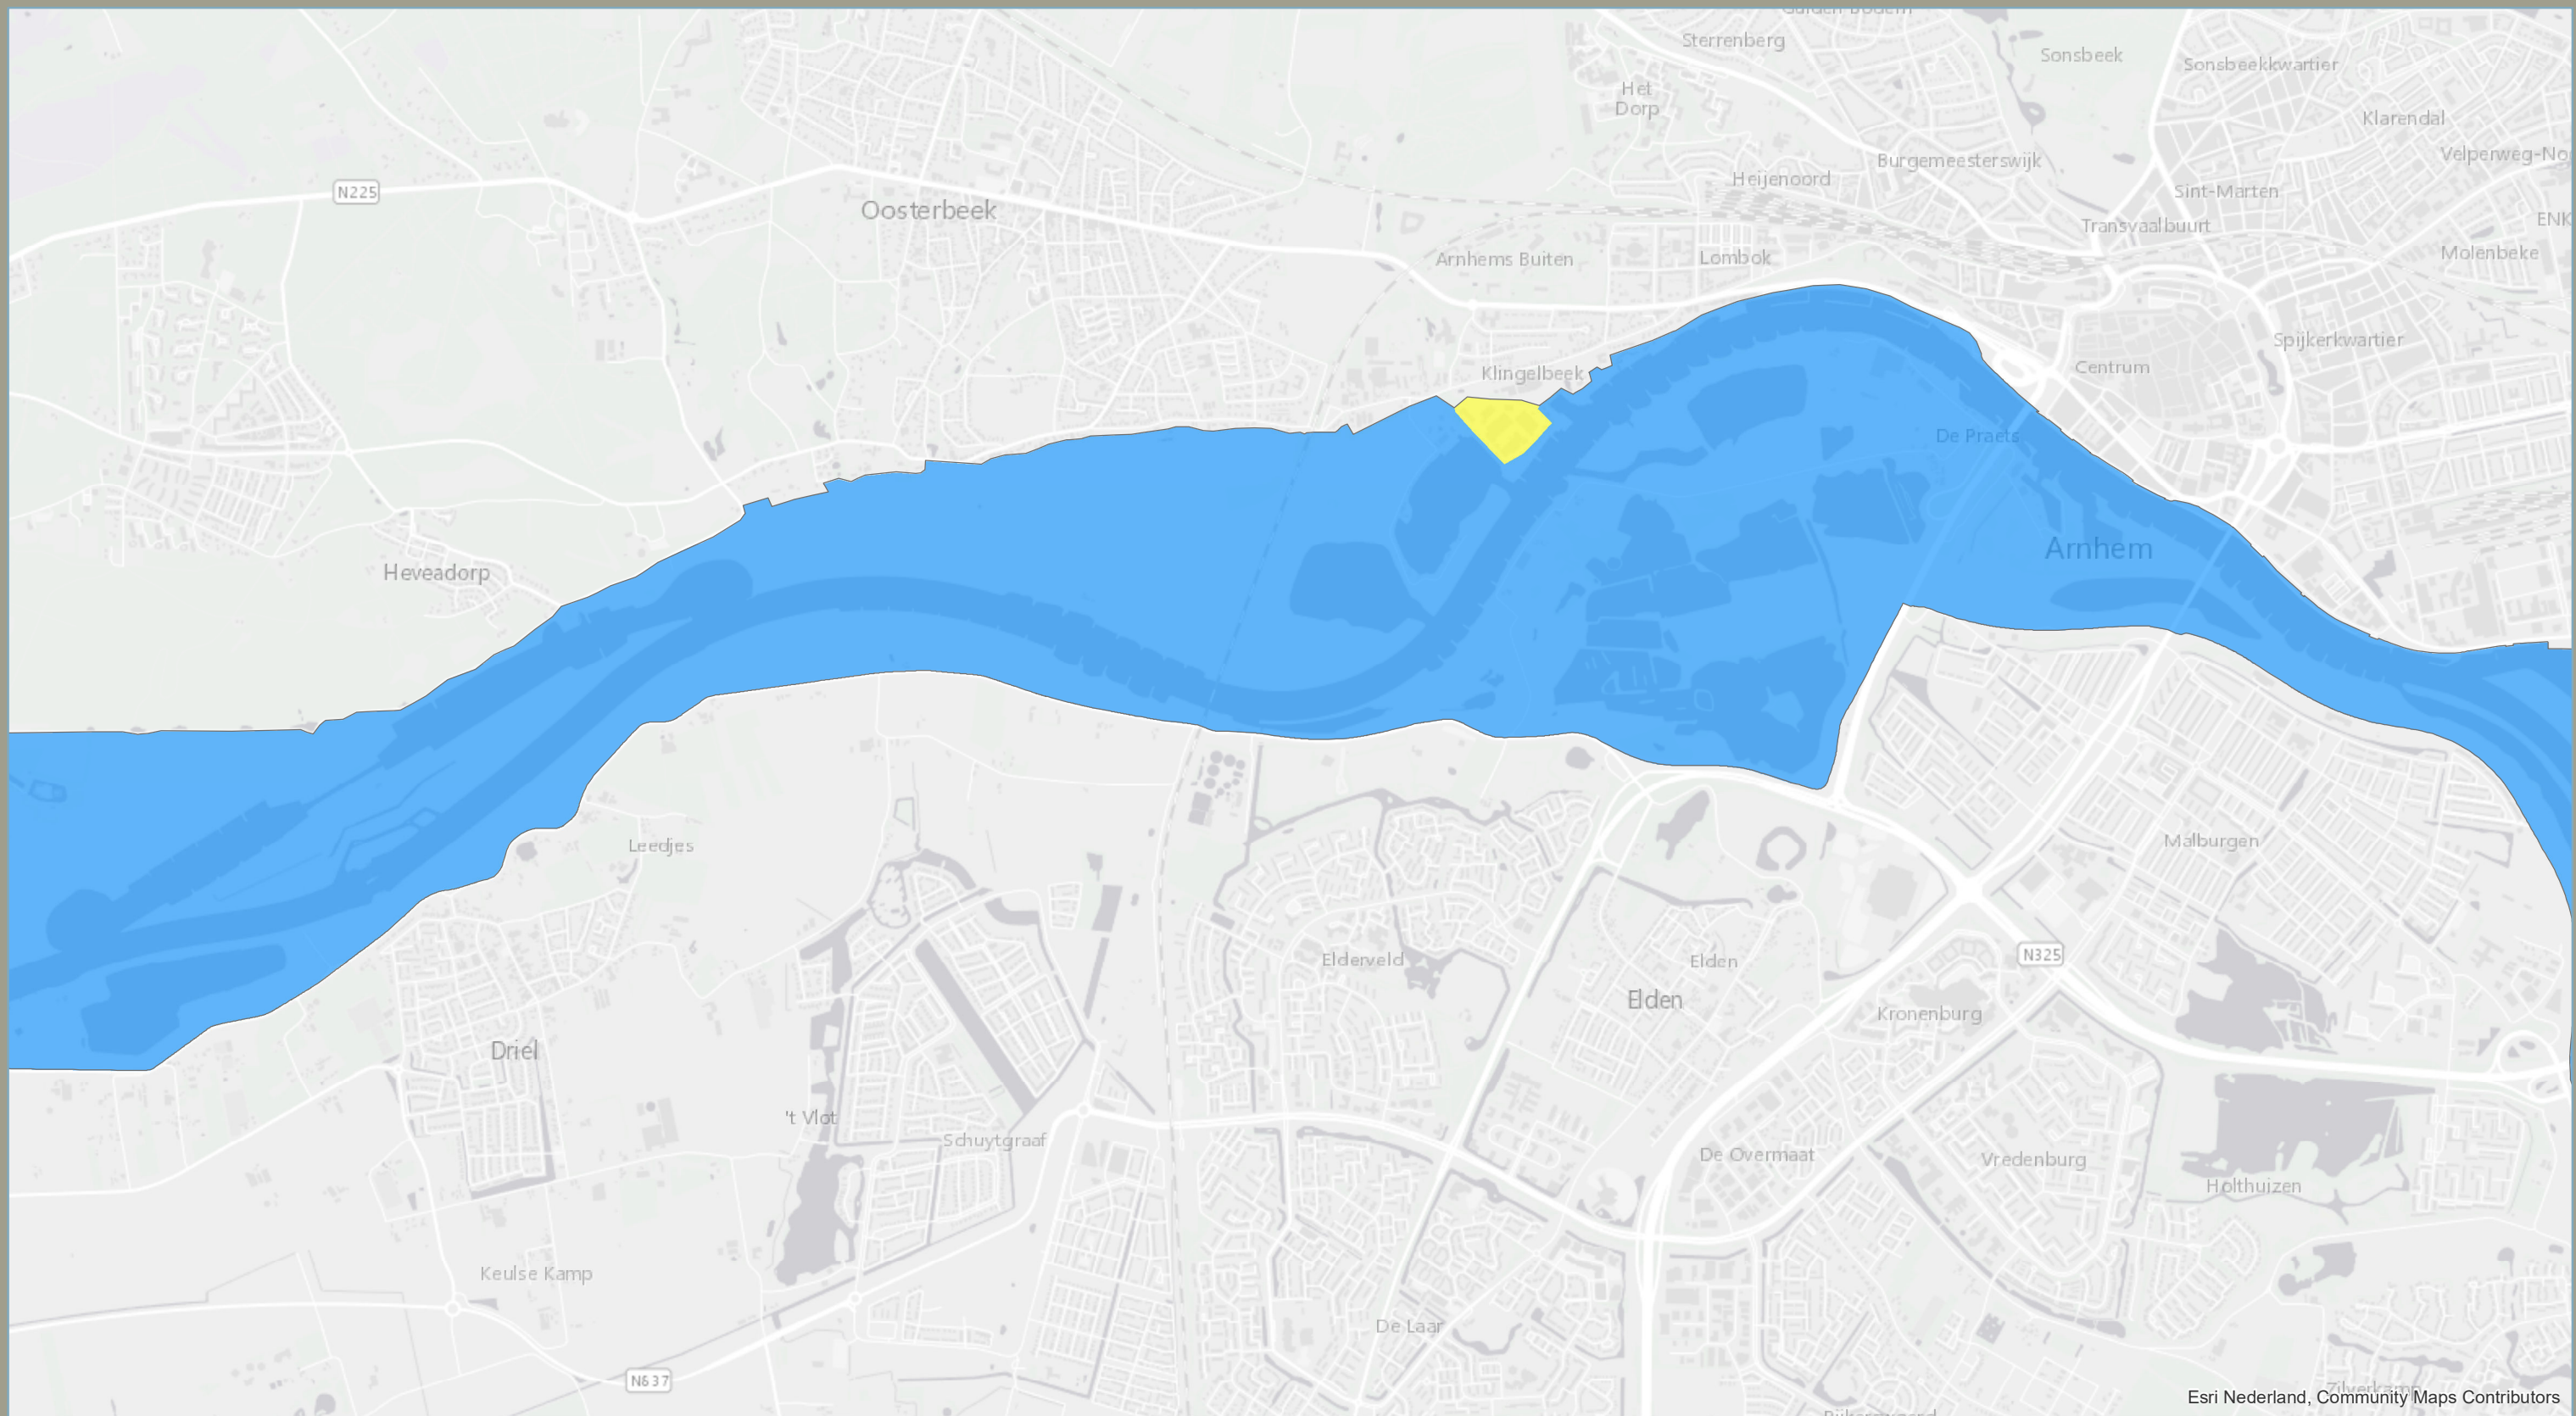 Sterrenberg
Sonsbeek
Sonsbeekkwartier
Het
Dorp
Klarendal
Burgemeesterswijk
Heijenoord
Sint-Marten
N225
Oosterbeek
Transvaalbuurt
ENK
Arnhems Buiten
Lombok
Molenbeke
Spijkerkwartier
Klingelbeek
Centrum
De Praets
Arnhem
Heveadorp
Leedjes
Malburgen
Elderveld
Elden
N325
Elden
Kronenburg
Driel
't Vlot
Schuytgraaf
De Overmaat
Vredenburg
Holthuizen
Keulse Kamp
De Laar
N837
Esri Nederland, Community Maps Contributors